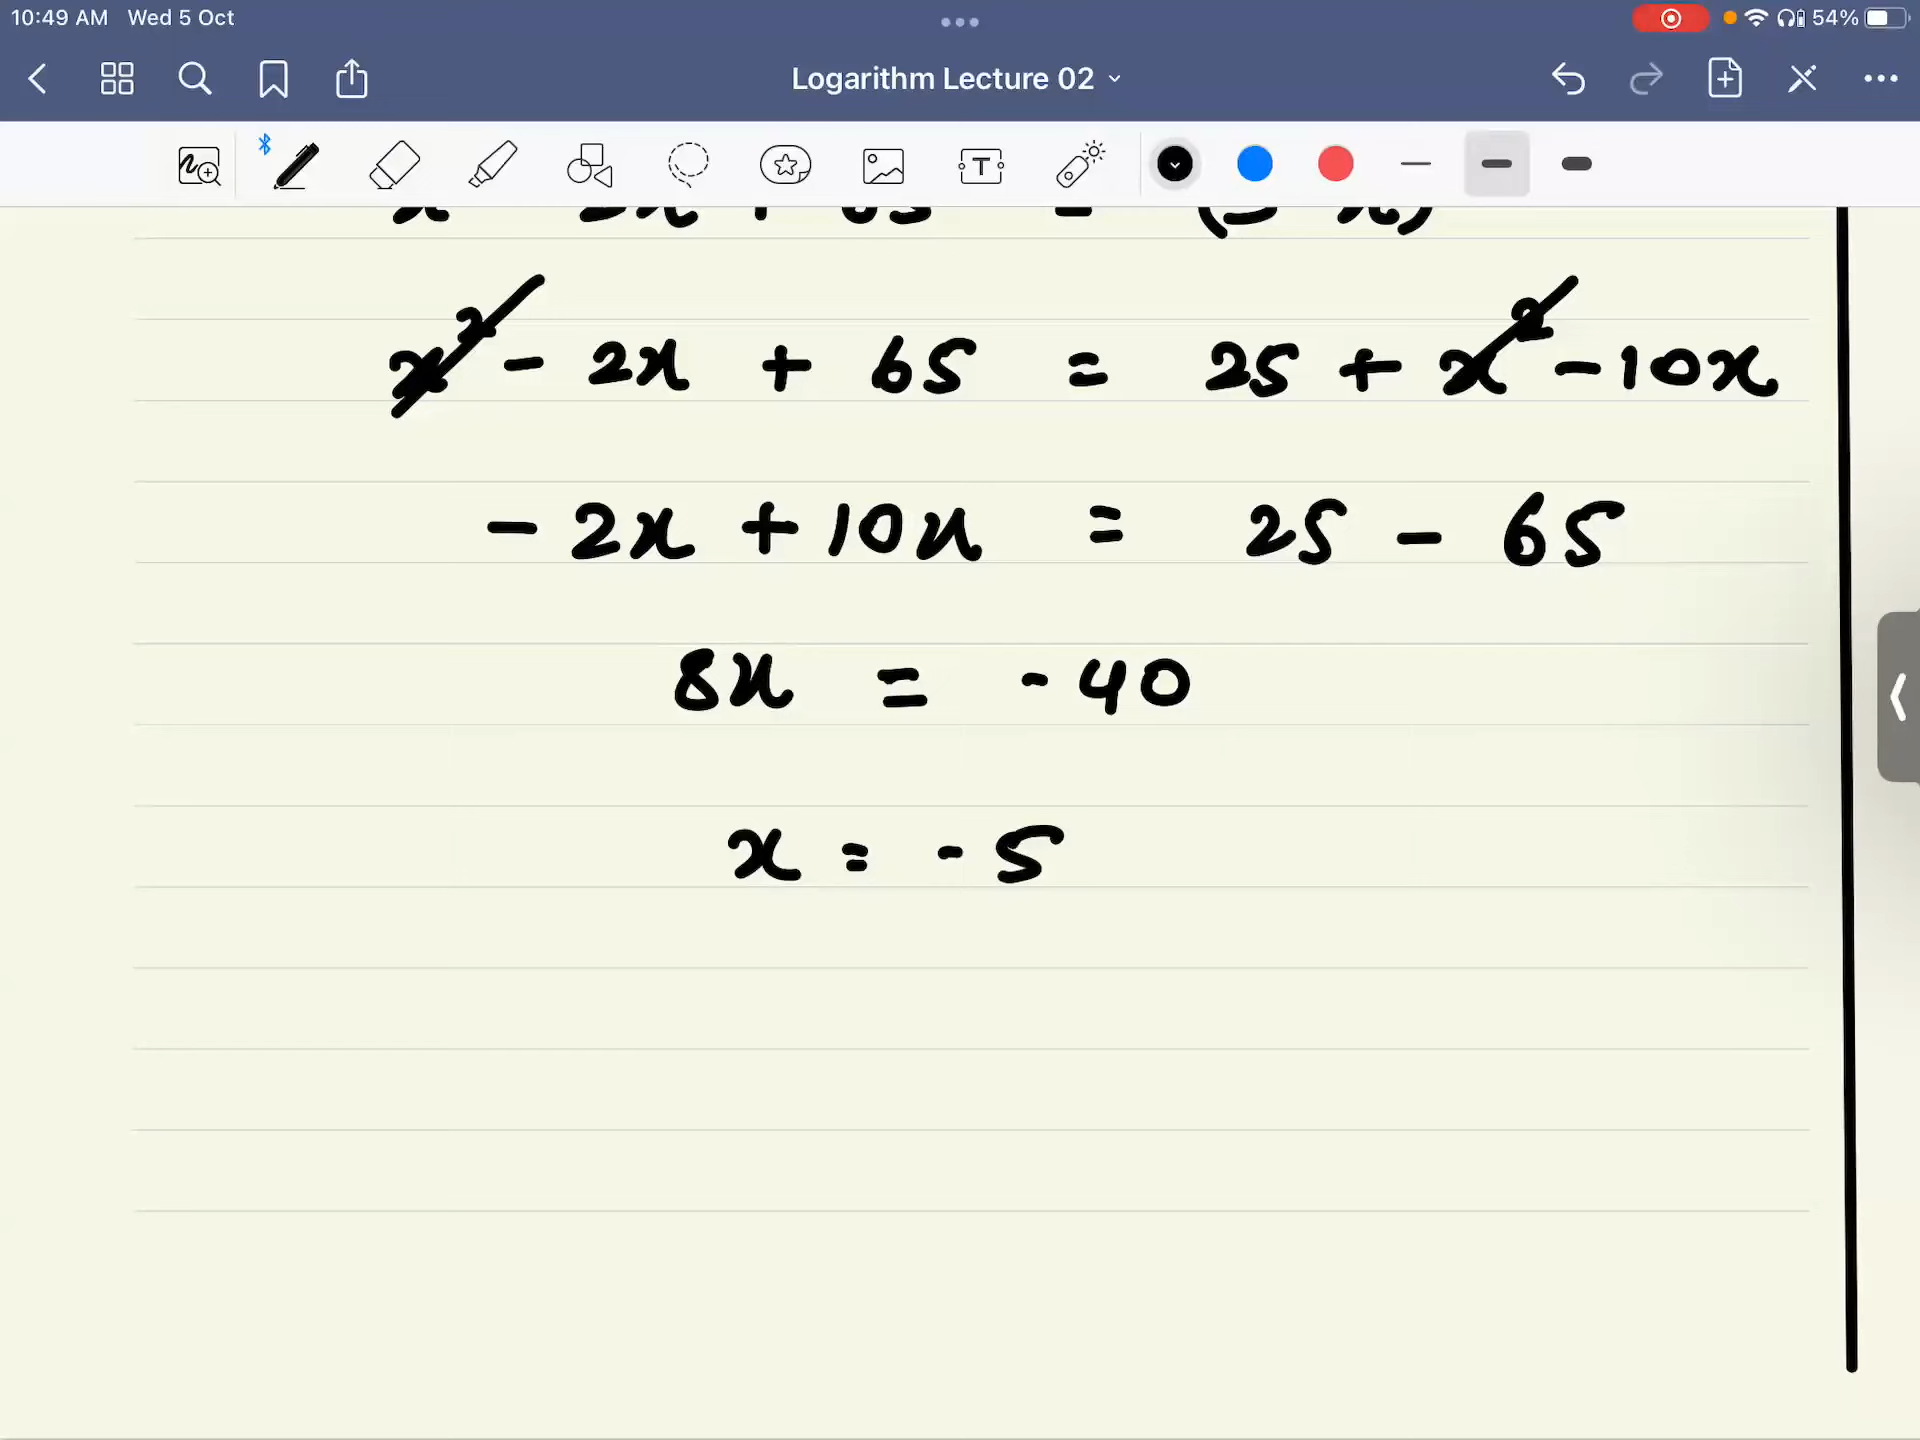 10:49 AM Wed 5 Oct 54%
Logarithm Lecture 02
T
x² - 2x + 65 = 25 + x² - 10x
- 2x + 10x = 25 - 65
8x = - 40
x = - 5